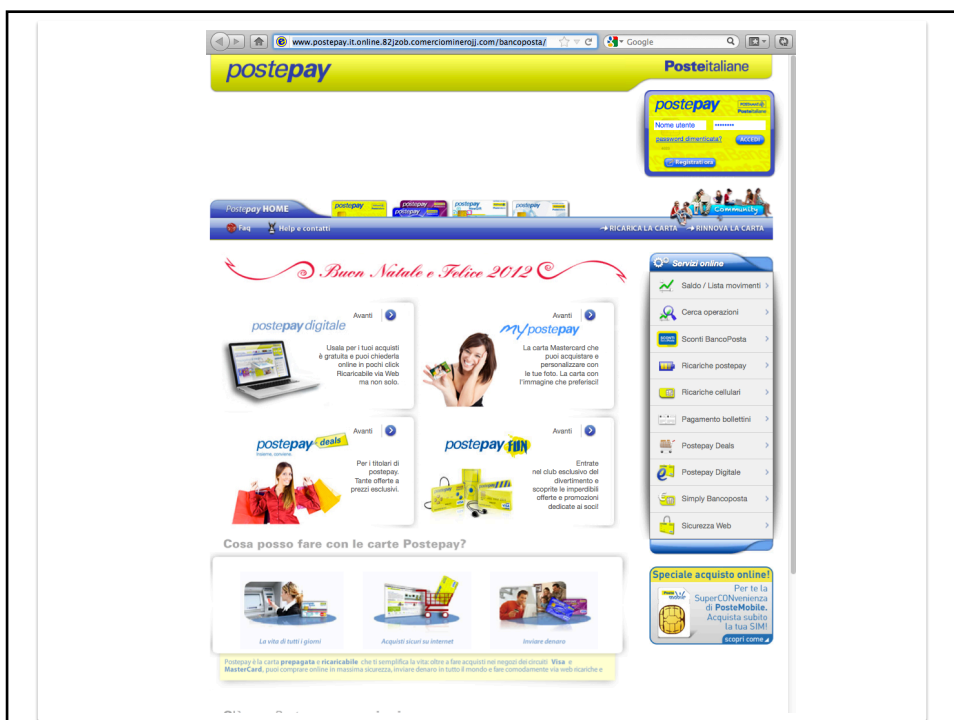 www.postepay.it.online.82jzob.comerciominerojj.com/bancoposta/
Google
postepay
Posteitaliane
postepay
Posteitaliane
Nome utente
password dimenticata?
ACCEDI
Registrati ora
Postepay HOME
postepay
postepay
postepay
postepay
postepay
Community
Faq
Help e contatti
RICARICA LA CARTA
RINNOVA LA CARTA
Buon Natale e Felice 2012
Servizi online
Saldo / Lista movimenti
Cerca operazioni
Sconti BancoPosta
Ricariche postepay
Ricariche cellulari
Pagamento bollettini
Postepay Deals
Postepay Digitale
Simply Bancoposta
Sicurezza Web
Avanti
postepay digitale
Usala per i tuoi acquisti
è gratuita e puoi chiederla
online in pochi click
Ricaricabile via Web
ma non solo.
Avanti
mypostepay
La carta Mastercard che
puoi acquistare e
personalizzare con
le tue foto. La carta con
l'immagine che preferisci!
Avanti
postepay deals
Insieme, conviene.
Per i titolari di
postepay.
Tante offerte a
prezzi esclusivi.
Avanti
postepay FUN
Entrate
nel club esclusivo del
divertimento e
scoprite le imperdibili
offerte e promozioni
dedicate ai soci!
Cosa posso fare con le carte Postepay?
La vita di tutti i giorni
Acquisti sicuri su internet
Inviare denaro
Postepay è la carta prepagata e ricaricabile che ti semplifica la vita: oltre a fare acquisti nei negozi dei circuiti Visa e
MasterCard, puoi comprare online in massima sicurezza, inviare denaro in tutto il mondo e fare comodamente via web ricariche e
Speciale acquisto online!
Poste
mobile
Per te la
SuperCONvenienza
di PosteMobile.
Acquista subito
la tua SIM!
scopri come